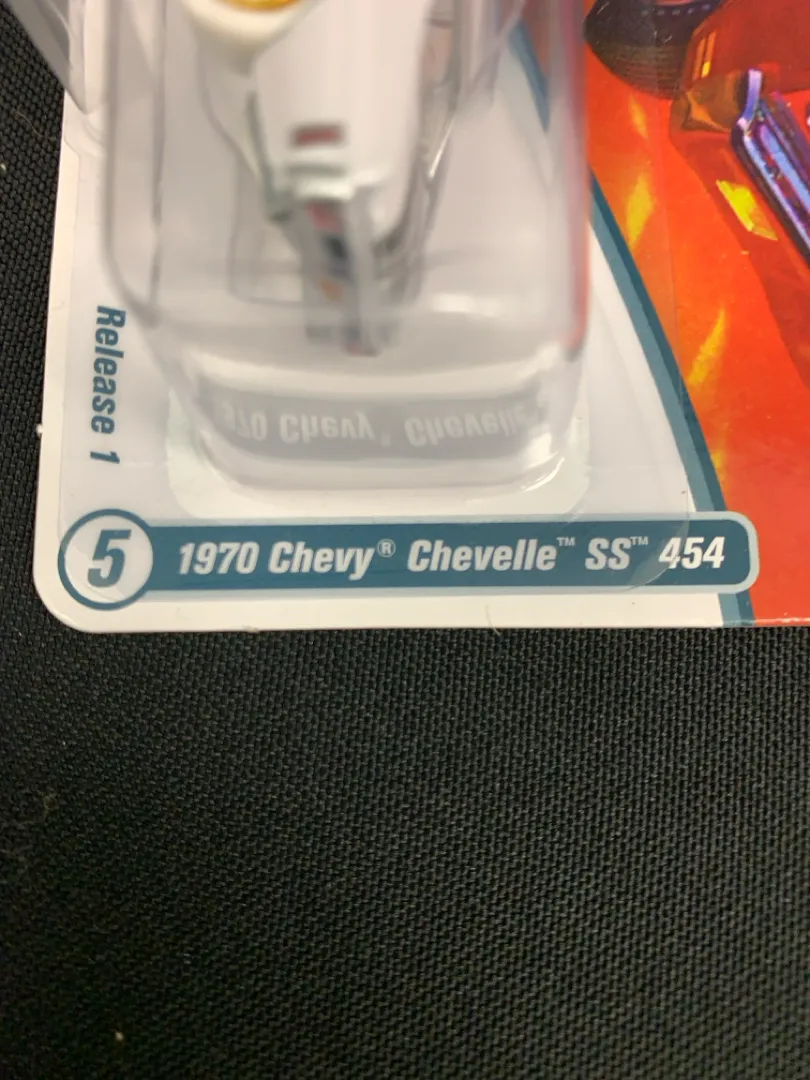 Release 1
5 1970 Chevy® Chevelle™ SS™ 454